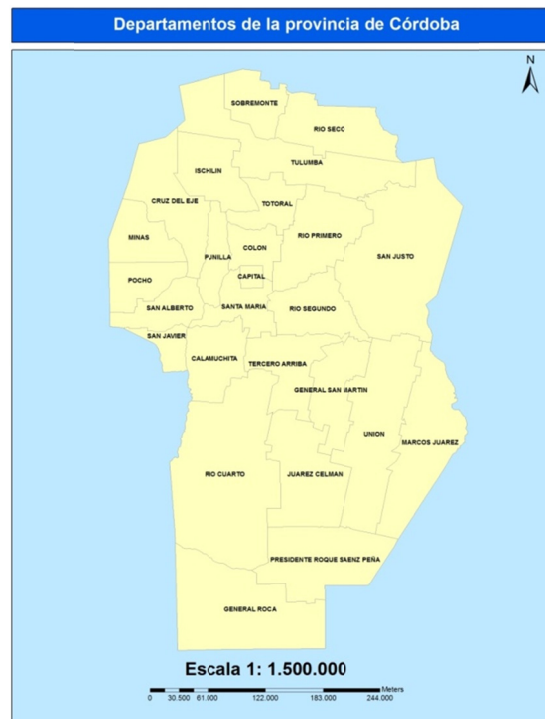 Departamentos de la provincia de Córdoba
N
SOBREMONTE
RIO SECO
TULUMBA
ISCHLIN
CRUZ DEL EJE
TOTORAL
RIO PRIMERO
MINAS
COLON
SAN JUSTO
PUNILLA
POCHO
CAPITAL
SAN ALBERTO
SANTA MARIA
RIO SEGUNDO
SAN JAVIER
CALAMUCHITA
TERCERO ARRIBA
GENERAL SAN MARTIN
UNION
MARCOS JUAREZ
RO CUARTO
JUAREZ CELMAN
PRESIDENTE ROQUE SAENZ PEÑA
GENERAL ROCA
Escala 1: 1.500.000
Meters
0 30.500 61.000 122.000 183.000 244.000